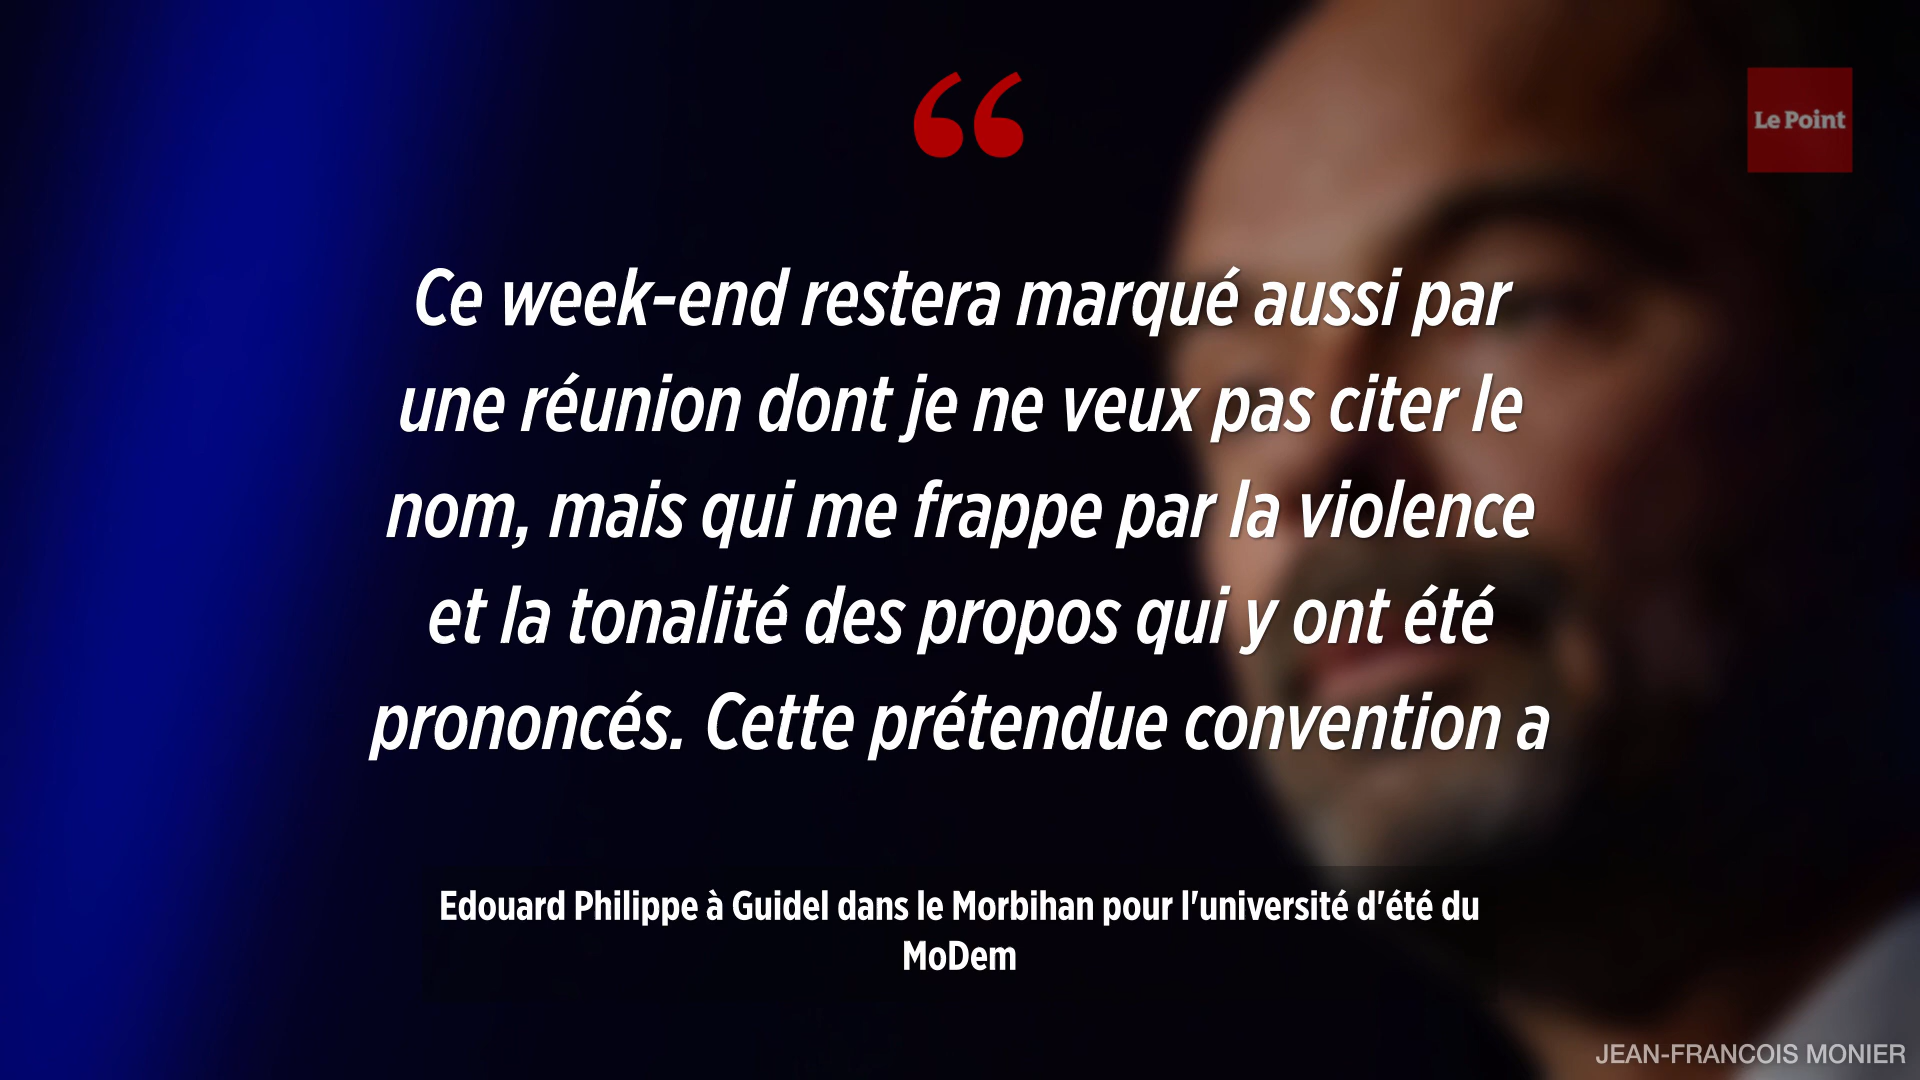 “
Le Point
Ce week-end restera marqué aussi par
une réunion dont je ne veux pas citer le
nom, mais qui me frappe par la violence
et la tonalité des propos qui y ont été
prononcés. Cette prétendue convention a
Edouard Philippe à Guidel dans le Morbihan pour l'université d'été du
MoDem
JEAN-FRANCOIS MONIER